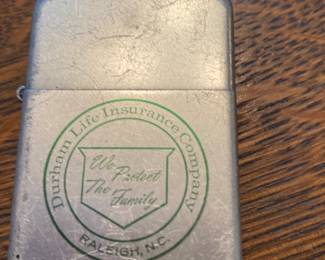 Durham Life Insurance Company
We
Protect
The
Family
RALEIGH, N.C.